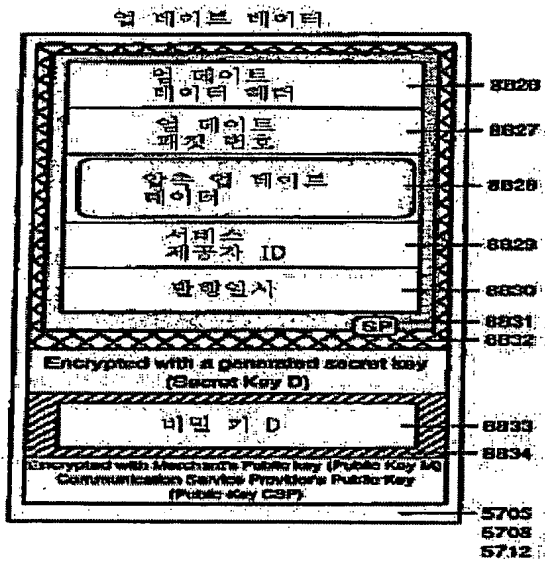 업 데이트 데이터
업 데이트
데이터 헤더
8826
업 데이트
패킷 번호
8827
압축 업 데이트
데이터
8828
서비스
제공자 ID
8829
발행일시
8830
SP
8831
8832
Encrypted with a generated secret key
(Secret Key D)
비밀 키 D
8833
8834
Encrypted with Merchant's Public key (Public Key M)
Communication Service Provider's Public Key
(Public Key CSP)
5705
5708
5712